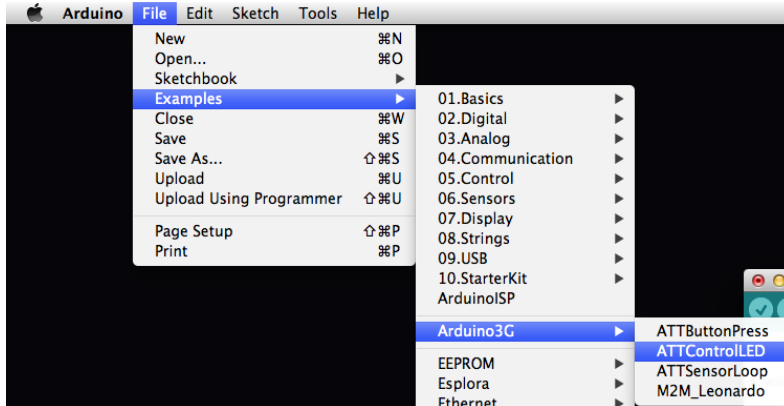 Arduino File Edit Sketch Tools Help
New ⌘N
Open... ⌘O
Sketchbook
Examples
Close ⌘W
Save ⌘S
Save As... ⇧⌘S
Upload ⌘U
Upload Using Programmer ⇧⌘U
Page Setup ⇧⌘P
Print ⌘P
01.Basics
02.Digital
03.Analog
04.Communication
05.Control
06.Sensors
07.Display
08.Strings
09.USB
10.StarterKit
ArduinoISP
Arduino3G
EEPROM
Esplora
Ethernet
ATTButtonPress
ATTControlLED
ATTSensorLoop
M2M_Leonardo